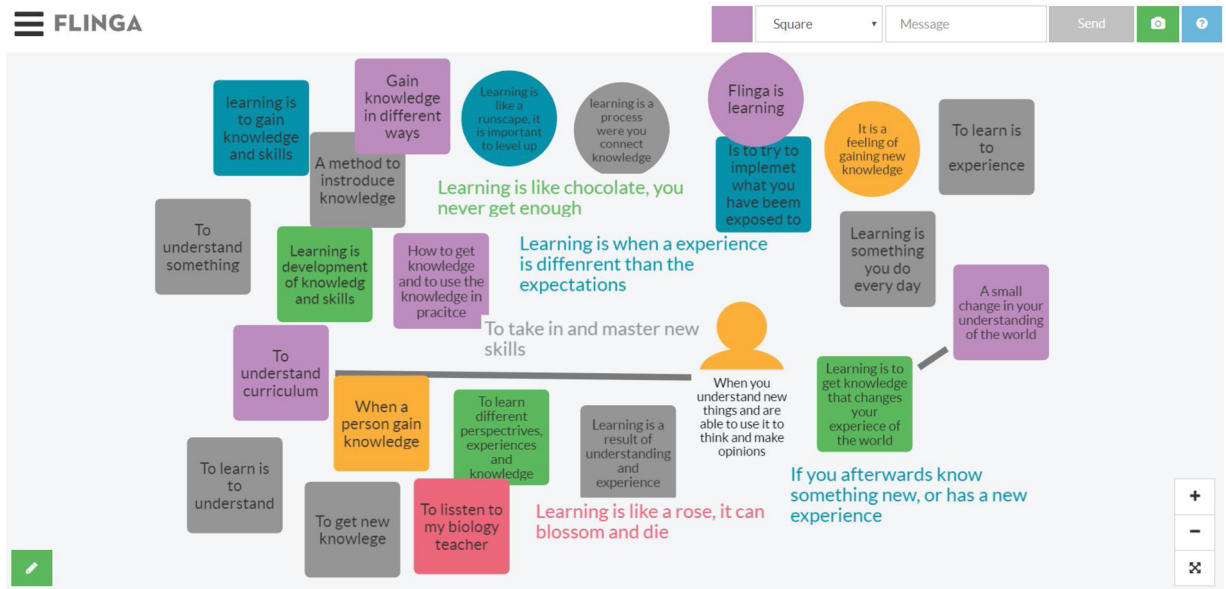 FLINGA
Square
Message
Send
learning is
to gain
knowledge
and skills
Gain
knowledge
in different
ways
A method to
instroduce
knowledge
Learning is
like a
runscape, it
is important
to level up
learning is a
process
were you
connect
knowledge
Flinga is
learning
Is to try to
implemet
what you
have beem
exposed to
It is a
feeling of
gaining new
knowledge
To learn is
to
experience
Learning is like chocolate, you
never get enough
To
understand
something
Learning is
development
of knowledg
and skills
How to get
knowledge
and to use the
knowledge in
pracitce
Learning is when a experience
is diffenrent than the
expectations
Learning is
something
you do
every day
A small
change in your
understanding
of the world
To take in and master new
skills
To
understand
curriculum
When a
person gain
knowledge
To learn
different
perspectrives,
experiences
and
knowledge
Learning is a
result of
understanding
and
experience
When you
understand new
things and are
able to use it to
think and make
opinions
Learning is to
get knowledge
that changes
your
experiece of
the world
To learn is
to
understand
To get new
knowlege
To lissten to
my biology
teacher
Learning is like a rose, it can
blossom and die
If you afterwards know
something new, or has a new
experience